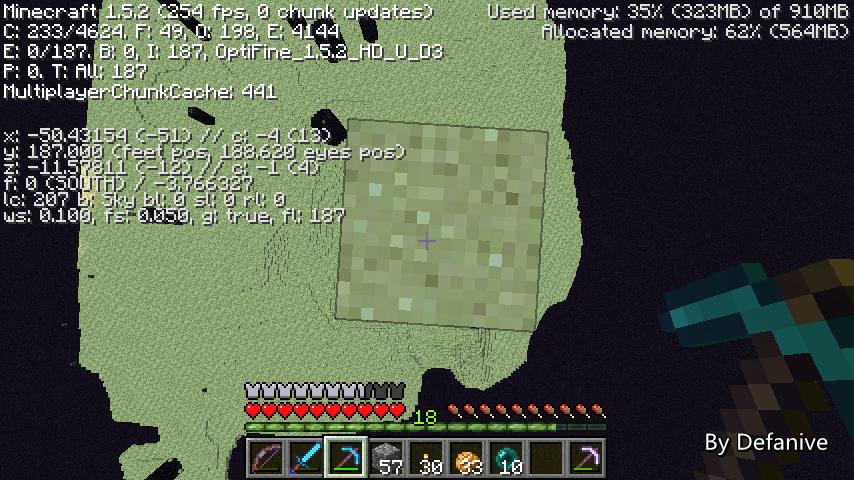 Minecraft 1.5.2 (254 fps, 0 chunk updates)
C: 233/4624, F: 49, O: 198, E: 4144
E: 0/187. B: 0, I: 187, OptiFine_1.5.2_HD_U_D3
P: 0. T: All: 187
MultiplayerChunkCache: 441
Used memory: 35% (323MB) of 910MB
Allocated memory: 62% (564MB)
x: -50.43154 (-51) // c: -4 (13)
y: 187.000 (feet pos, 188.620 eyes pos)
z: -11.57811 (-12) // c: -1 (4)
f: 0 (SOUTH) / -3.766327
lc: 207 b: Sky bl: 0 sl: 0 rl: 0
ws: 0.100, fs: 0.050, g: true, fl: 187
18
57 30 33 10
By Defanive